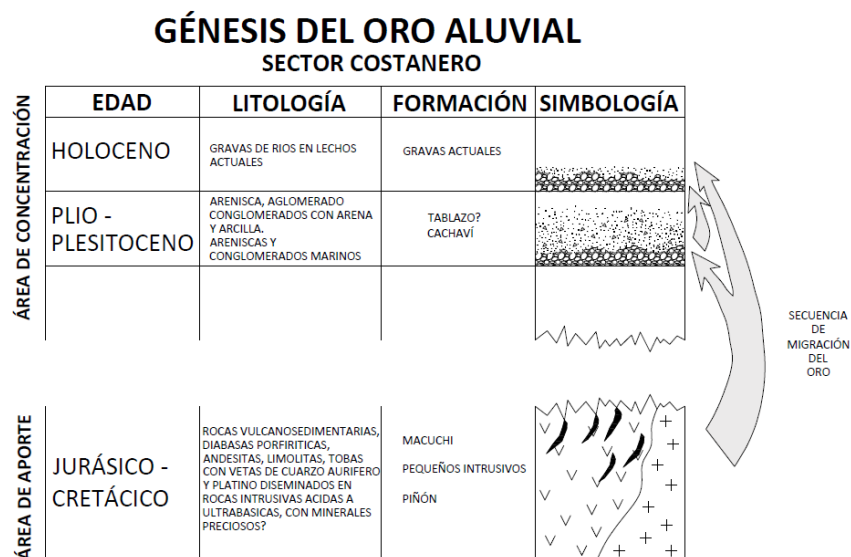 GÉNESIS DEL ORO ALUVIAL
SECTOR COSTANERO
EDAD
LITOLOGÍA
FORMACIÓN
SIMBOLOGÍA
ÁREA DE CONCENTRACIÓN
HOLOCENO
GRAVAS DE RIOS EN LECHOS
ACTUALES
GRAVAS ACTUALES
PLIO -
PLESITOCENO
ARENISCA, AGLOMERADO
CONGLOMERADOS CON ARENA
Y ARCILLA.
ARENISCAS Y
CONGLOMERADOS MARINOS
TABLAZO?
CACHAVÍ
SECUENCIA
DE
MIGRACIÓN
DEL
ORO
ÁREA DE APORTE
JURÁSICO -
CRETÁCICO
ROCAS VULCANOSEDIMENTARIAS,
DIABASAS PORFIRITICAS,
ANDESITAS, LIMOLITAS, TOBAS
CON VETAS DE CUARZO AURIFERO
Y PLATINO DISEMINADOS EN
ROCAS INTRUSIVAS ACIDAS A
ULTRABASICAS, CON MINERALES
PRECIOSOS?
MACUCHI
PEQUEÑOS INTRUSIVOS
PIÑÓN